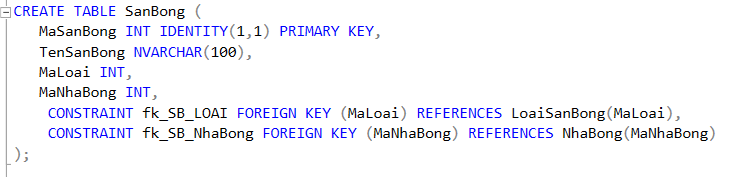 CREATE TABLE SanBong (
MaSanBong INT IDENTITY(1,1) PRIMARY KEY,
TenSanBong NVARCHAR(100),
MaLoai INT,
MaNhaBong INT,
CONSTRAINT fk_SB_LOAI FOREIGN KEY (MaLoai) REFERENCES LoaiSanBong(MaLoai),
CONSTRAINT fk_SB_NhaBong FOREIGN KEY (MaNhaBong) REFERENCES NhaBong(MaNhaBong)
);